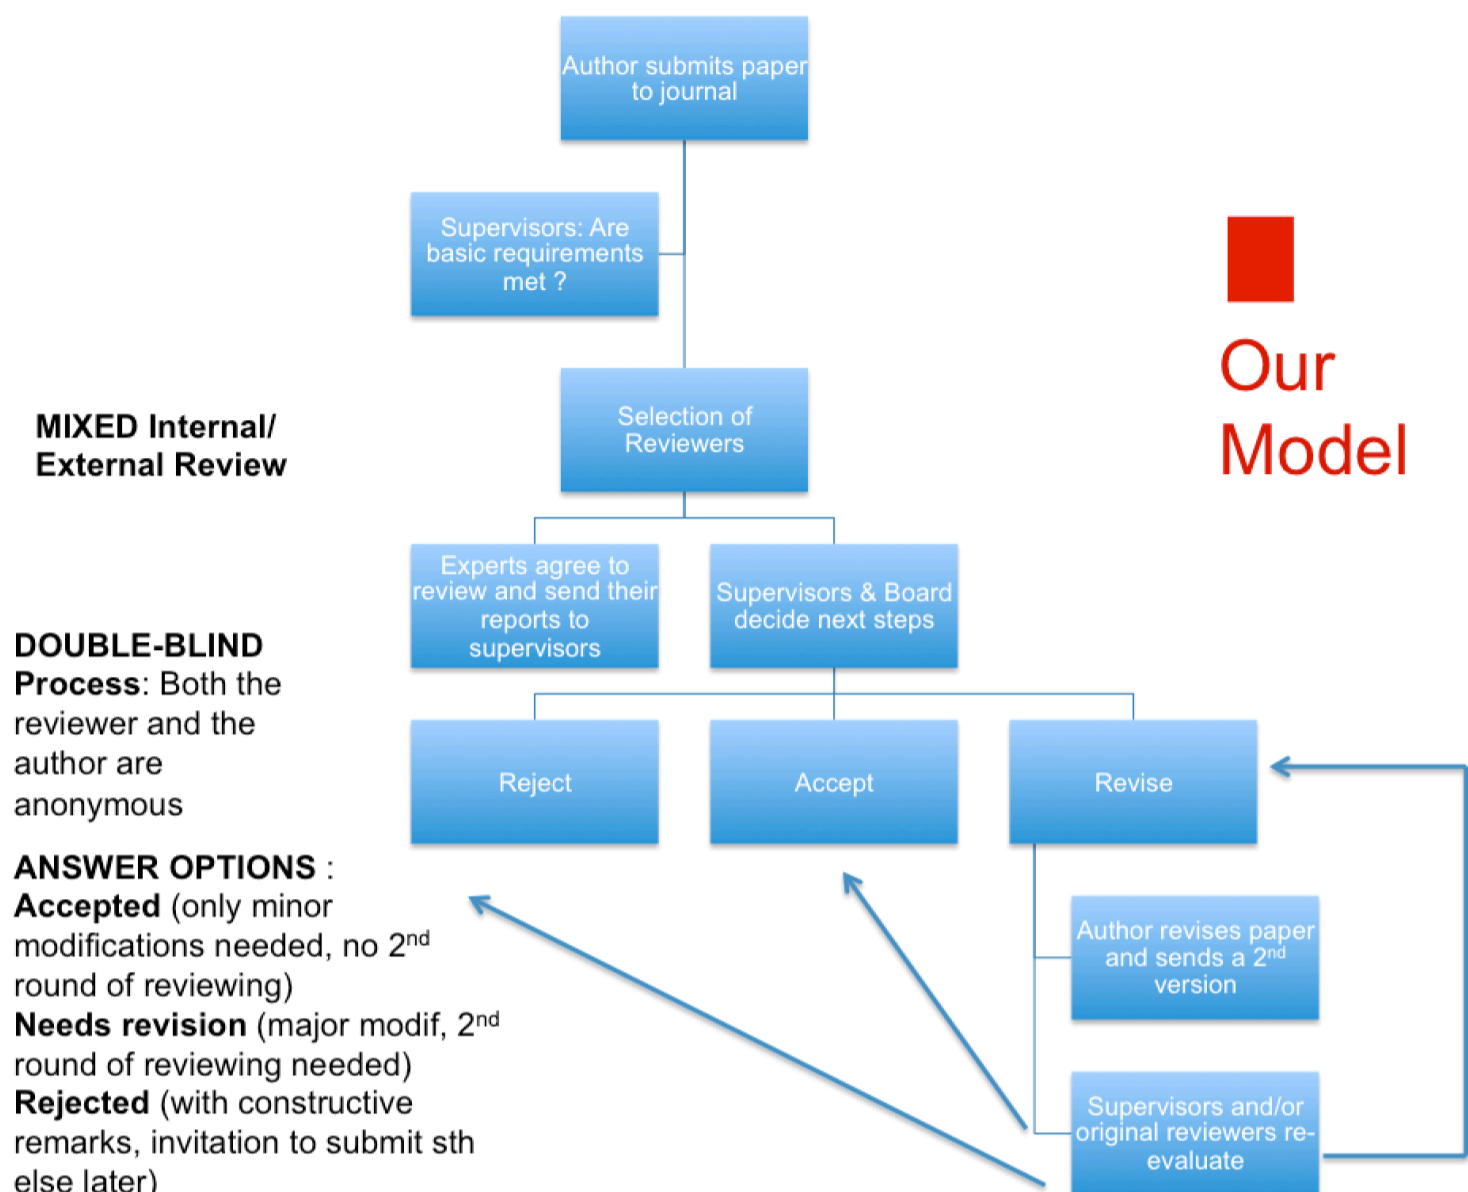 Author submits paper
to journal
Supervisors: Are
basic requirements
met ?
Our
Model
MIXED Internal/
External Review
Selection of
Reviewers
Experts agree to
review and send their
reports to
supervisors
Supervisors & Board
decide next steps
DOUBLE-BLIND
Process: Both the
reviewer and the
author are
anonymous
Reject
Accept
Revise
ANSWER OPTIONS :
Accepted (only minor
modifications needed, no 2nd
round of reviewing)
Needs revision (major modif, 2nd
round of reviewing needed)
Rejected (with constructive
remarks, invitation to submit sth
else later)
Author revises paper
and sends a 2nd
version
Supervisors and/or
original reviewers re-
evaluate